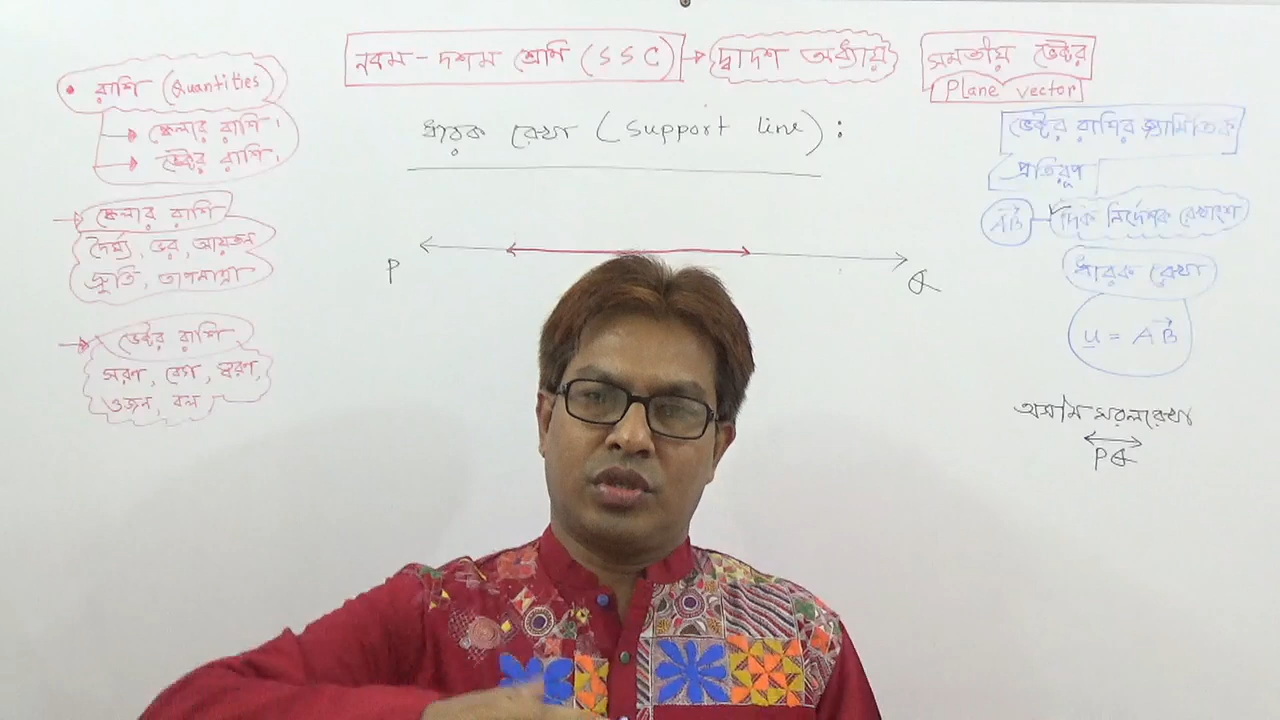 নবম - দশম শ্রেণি (SSC) → দ্বাদশ অধ্যায়
সমতলীয় ভেক্টর
Plane vector
• রাশি (Quantities)
→ স্কেলার রাশি।
→ ভেক্টর রাশি।
→ স্কেলার রাশি
দৈর্ঘ্য, ভর, আয়তন
দ্রুতি, তাপমাত্রা
→ ভেক্টর রাশি
সরণ, বেগ, ত্বরণ,
ওজন, বল
ধারক রেখা (Support line) :
P
Q
ভেক্টর রাশির জ্যামিতিক
প্রতিরূপ
AB দিক নির্দেশক রেখাংশ
ধারক রেখা
u = AB
অসীম সরলরেখা
PQ